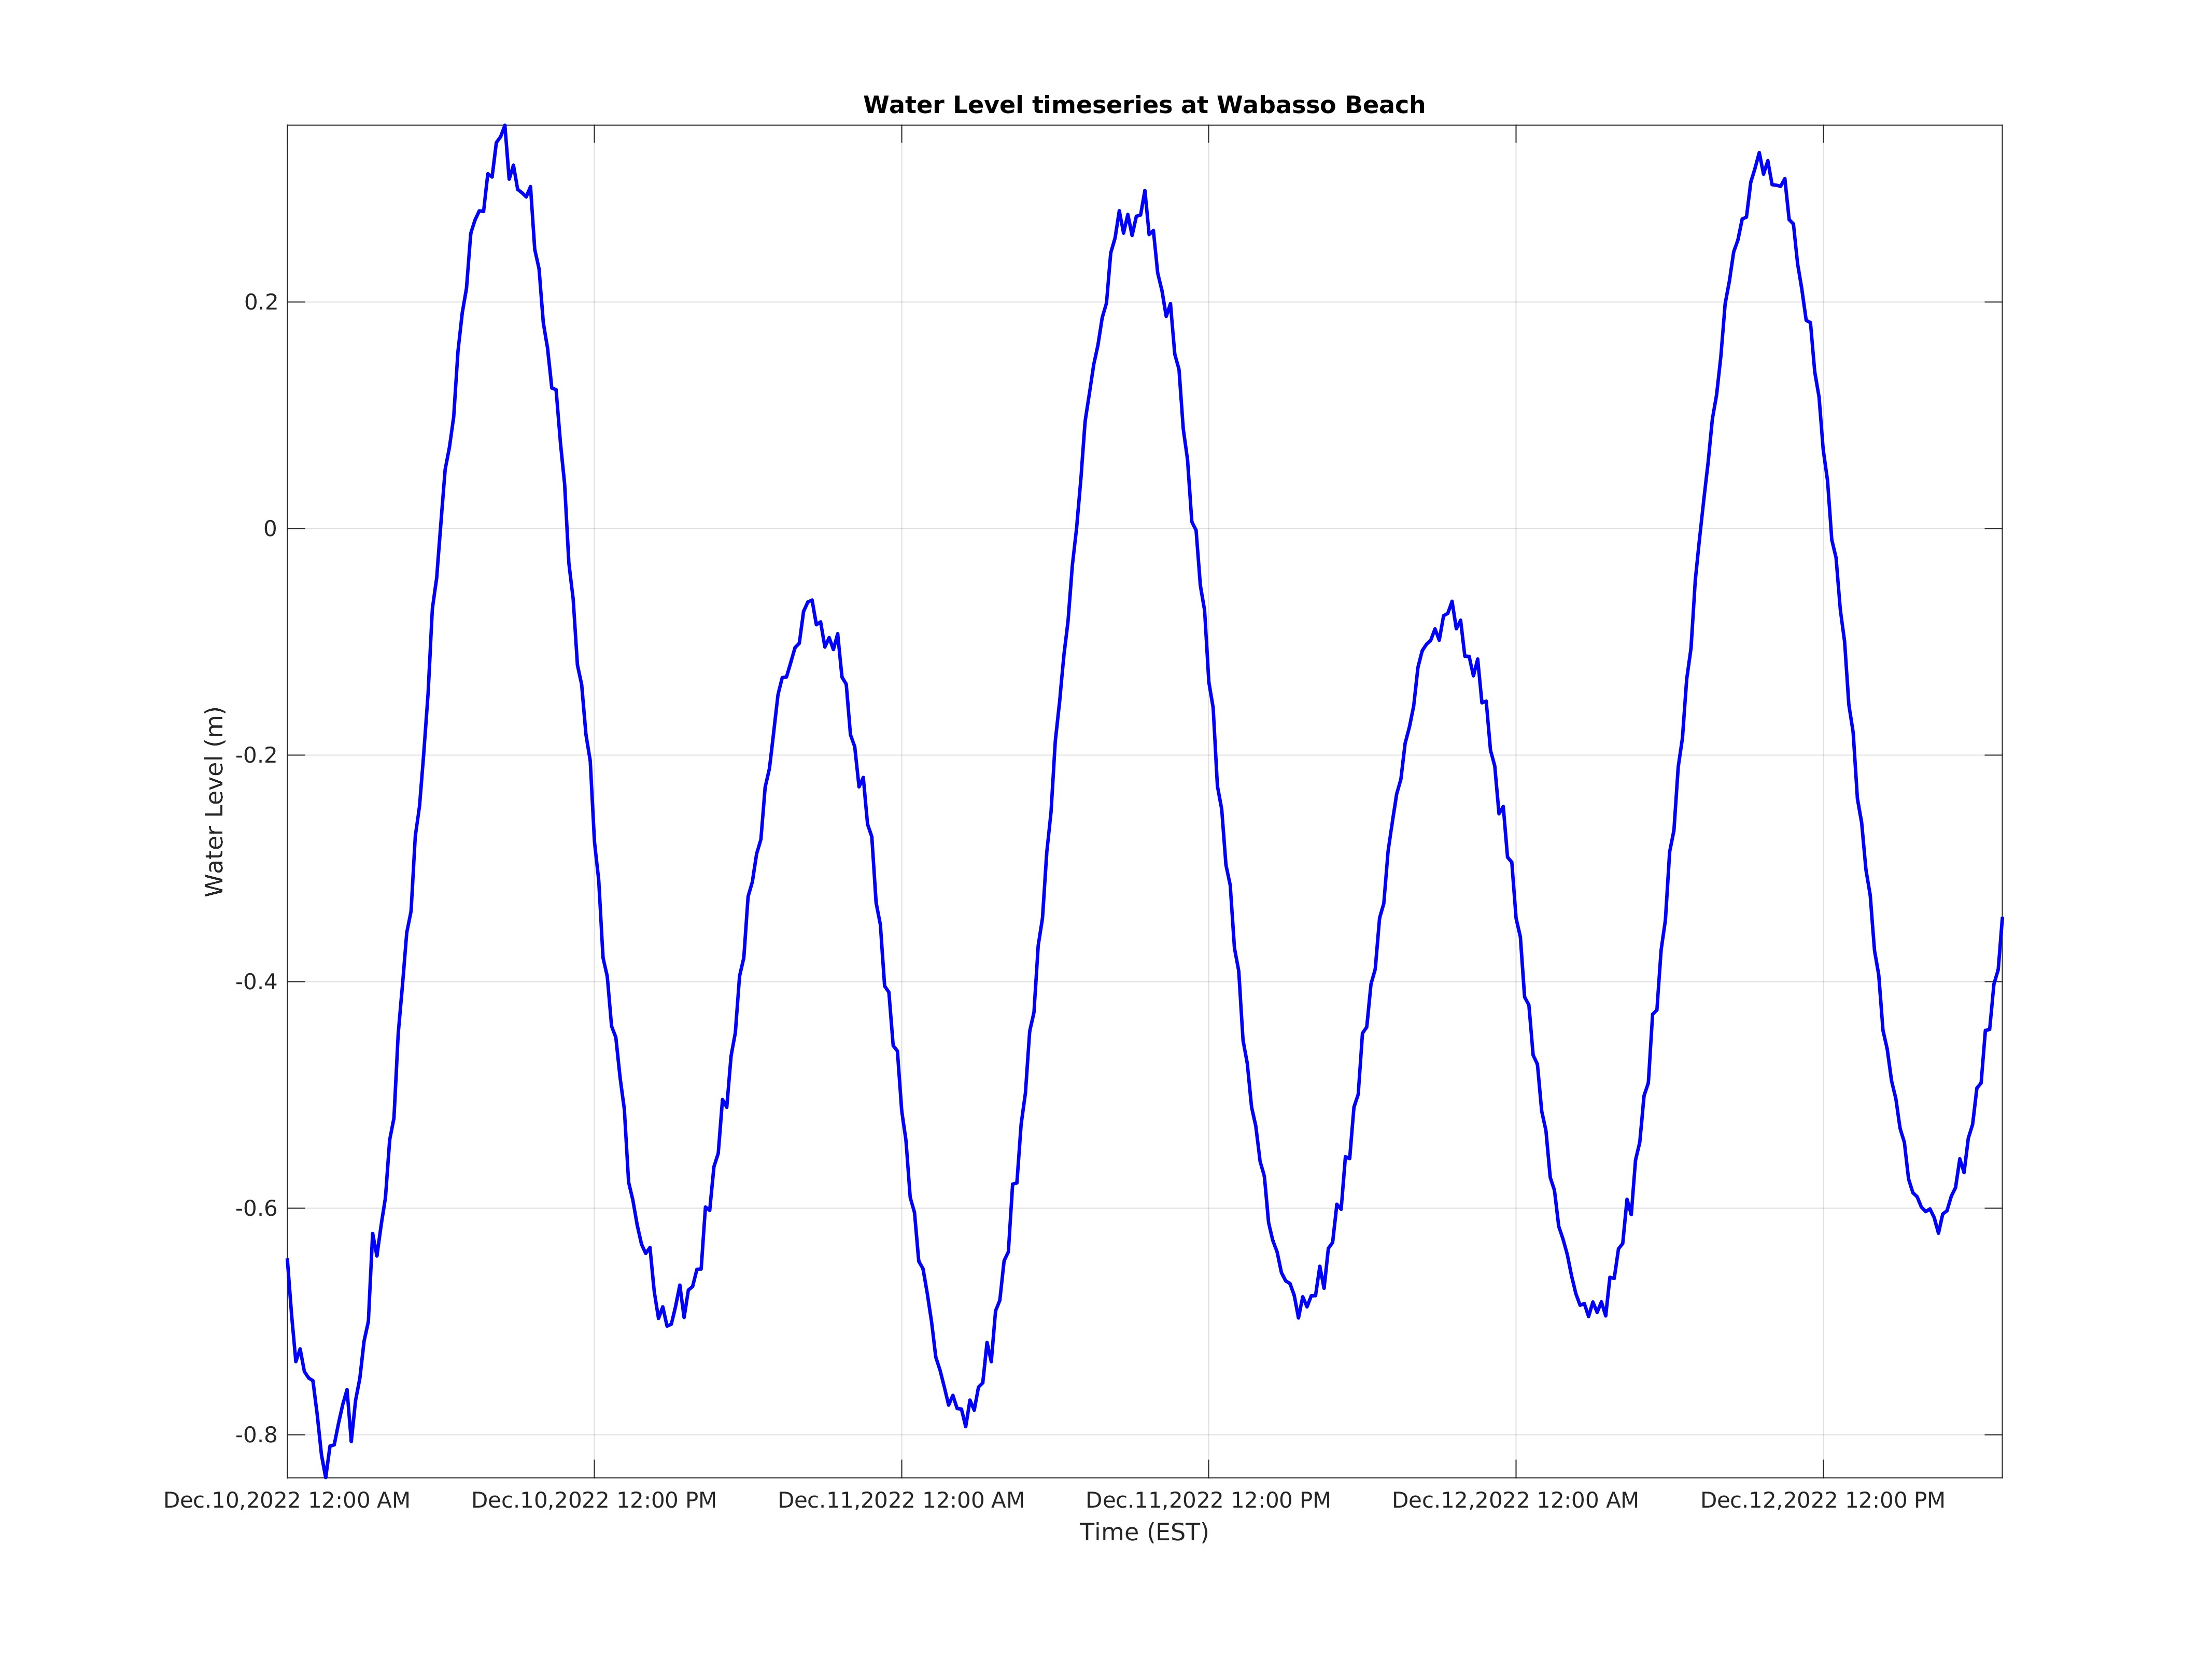 Water Level timeseries at Wabasso Beach
0.2
0
-0.2
-0.4
-0.6
-0.8
Water Level (m)
Dec.10,2022 12:00 AM Dec.10,2022 12:00 PM Dec.11,2022 12:00 AM Dec.11,2022 12:00 PM Dec.12,2022 12:00 AM Dec.12,2022 12:00 PM
Time (EST)